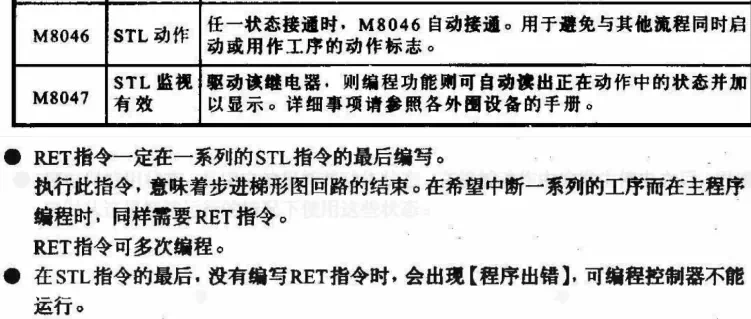 M8046 STL 动作 任一状态接通时，M8046 自动接通。用于避免与其他流程同时启
动或用作工序的动作标志。
M8047 STL 监视有效 驱动该继电器，则编程功能则可自动读出正在动作中的状态并加
以显示。详细事项请参照各外围设备的手册。
● RET指令一定在一系列的STL指令的最后编写。
执行此指令，意味着步进梯形图回路的结束。在希望中断一系列的工序而在主程序
编程时，同样需要RET指令。
RET指令可多次编程。
● 在STL指令的最后，没有编写RET指令时，会出现【程序出错】，可编程控制器不能
运行。